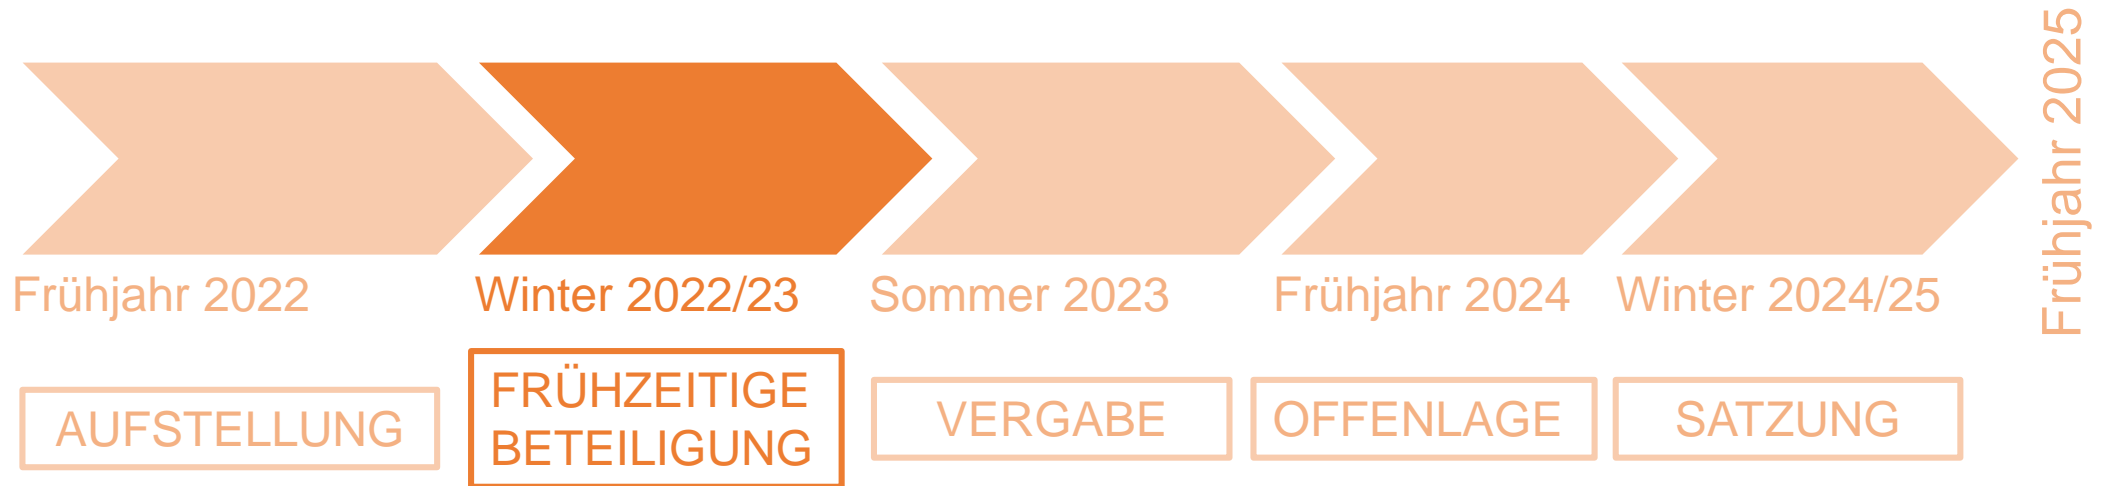 Frühjahr 2022
Winter 2022/23
Sommer 2023
Frühjahr 2024
Winter 2024/25
Frühjahr 2025
AUFSTELLUNG
FRÜHZEITIGE
BETEILIGUNG
VERGABE
OFFENLAGE
SATZUNG